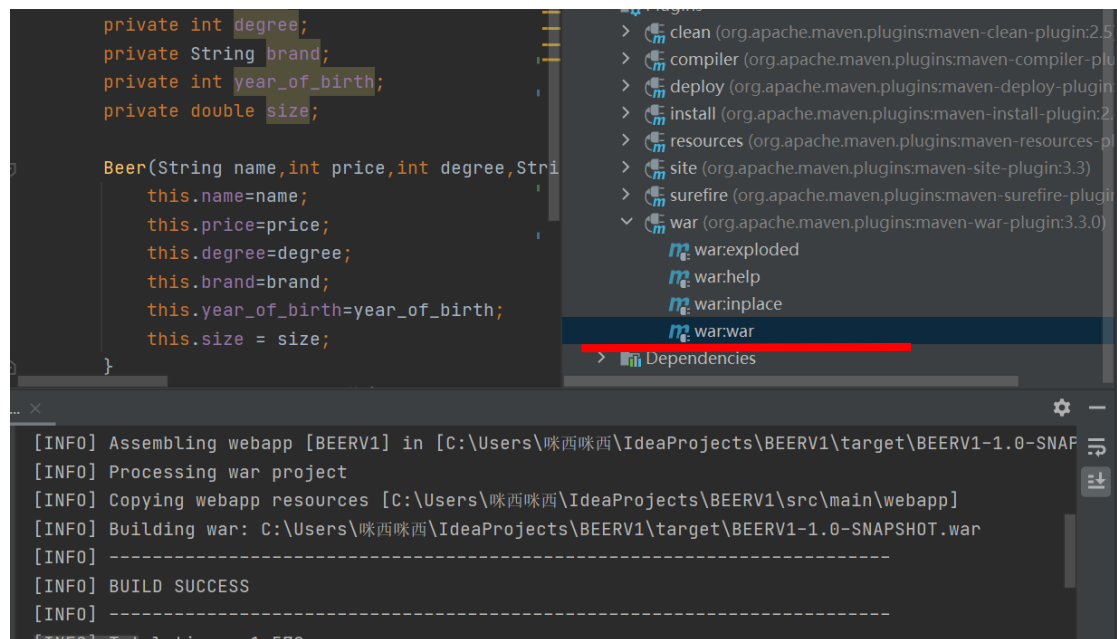 private int degree;
private String brand;
private int year_of_birth;
private double size;
Beer(String name,int price,int degree,Stri
this.name=name;
this.price=price;
this.degree=degree;
this.brand=brand;
this.year_of_birth=year_of_birth;
this.size = size;
}
Plugins
clean (org.apache.maven.plugins:maven-clean-plugin:2.5
compiler (org.apache.maven.plugins:maven-compiler-plu
deploy (org.apache.maven.plugins:maven-deploy-plugin:
install (org.apache.maven.plugins:maven-install-plugin:2.
resources (org.apache.maven.plugins:maven-resources-pl
site (org.apache.maven.plugins:maven-site-plugin:3.3)
surefire (org.apache.maven.plugins:maven-surefire-plugin
war (org.apache.maven.plugins:maven-war-plugin:3.3.0)
war:exploded
war:help
war:inplace
war:war
Dependencies
...
[INFO] Assembling webapp [BEERV1] in [C:\Users\咪西咪西\IdeaProjects\BEERV1\target\BEERV1-1.0-SNAP
[INFO] Processing war project
[INFO] Copying webapp resources [C:\Users\咪西咪西\IdeaProjects\BEERV1\src\main\webapp]
[INFO] Building war: C:\Users\咪西咪西\IdeaProjects\BEERV1\target\BEERV1-1.0-SNAPSHOT.war
[INFO] ------------------------------------------------------------------------
[INFO] BUILD SUCCESS
[INFO] ------------------------------------------------------------------------